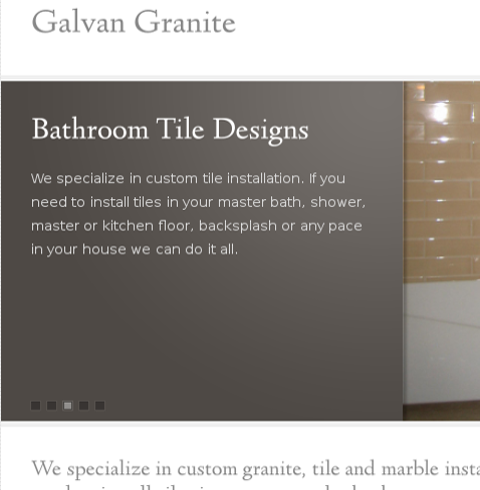 Galvan Granite
Bathroom Tile Designs
We specialize in custom tile installation. If you
need to install tiles in your master bath, shower,
master or kitchen floor, backsplash or any pace
in your house we can do it all.
We specialize in custom granite, tile and marble